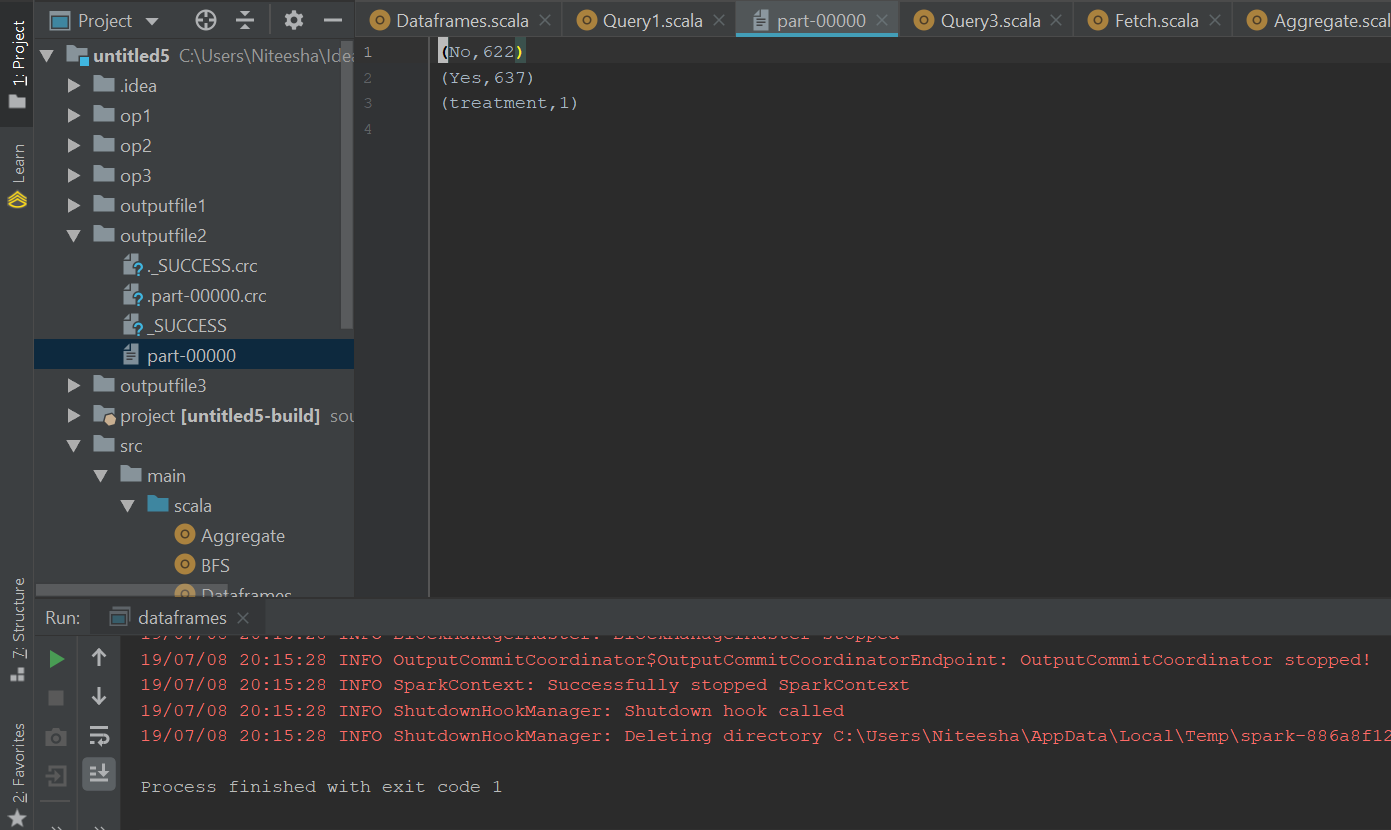 Project
Dataframes.scala
Query1.scala
part-00000
Query3.scala
Fetch.scala
Aggregate.scal
1: Project
Learn
7: Structure
2: Favorites
untitled5 C:\Users\Niteesha\Idea
.idea
op1
op2
op3
outputfile1
outputfile2
._SUCCESS.crc
.part-00000.crc
_SUCCESS
part-00000
outputfile3
project [untitled5-build] sou
src
main
scala
Aggregate
BFS
Dataframes
1 (No,622)
2 (Yes,637)
3 (treatment,1)
4
Run: dataframes
19/07/08 20:15:28 INFO BlockManagerMaster: BlockManagerMaster stopped
19/07/08 20:15:28 INFO OutputCommitCoordinator$OutputCommitCoordinatorEndpoint: OutputCommitCoordinator stopped!
19/07/08 20:15:28 INFO SparkContext: Successfully stopped SparkContext
19/07/08 20:15:28 INFO ShutdownHookManager: Shutdown hook called
19/07/08 20:15:28 INFO ShutdownHookManager: Deleting directory C:\Users\Niteesha\AppData\Local\Temp\spark-886a8f12
Process finished with exit code 1